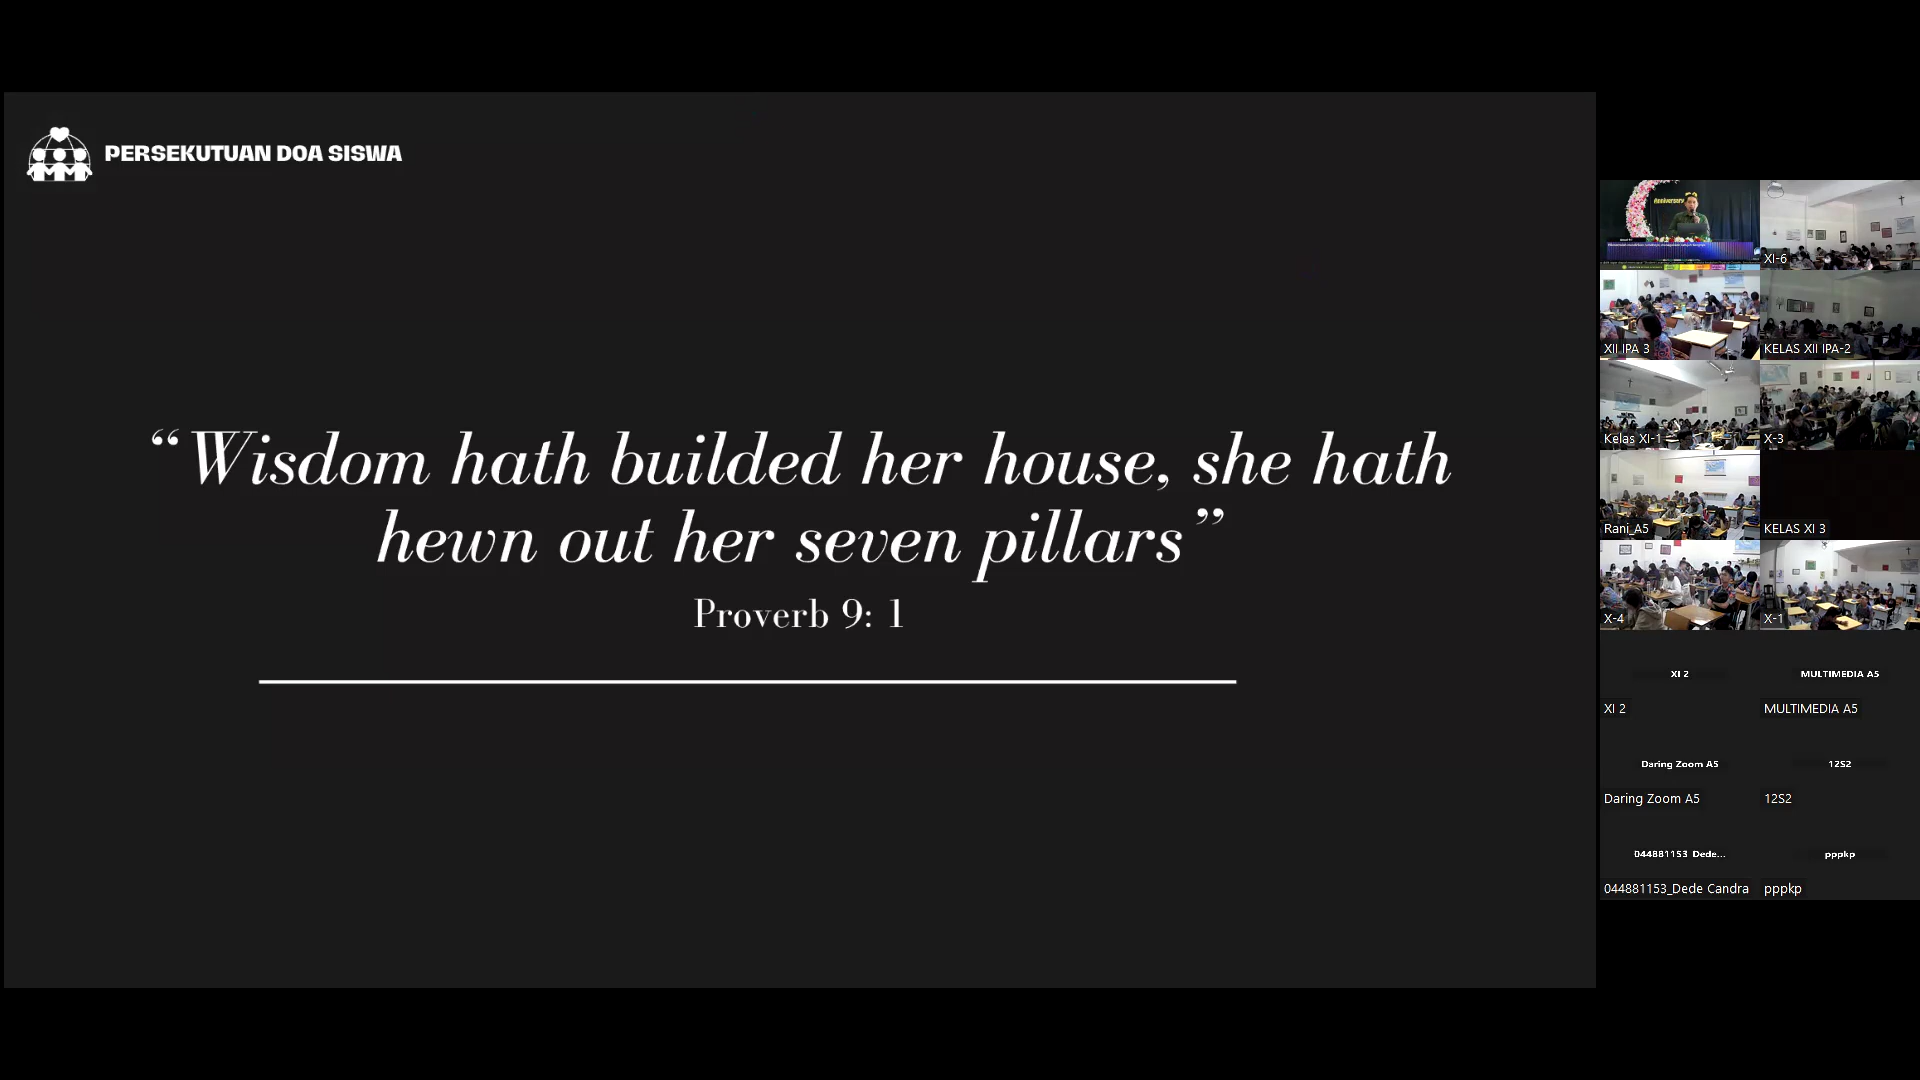 PERSEKUTUAN DOA SISWA
“Wisdom hath builded her house, she hath
hewn out her seven pillars”
Proverb 9: 1
Anniversary
XI-6
XII IPA 3
KELAS XII IPA-2
Kelas XI-1
X-3
Rani_A5
KELAS XI 3
X-4
X-1
XI 2
MULTIMEDIA A5
XI 2
MULTIMEDIA A5
Daring Zoom A5
12S2
Daring Zoom A5
12S2
044881153_Dede...
pppkp
044881153_Dede Candra
pppkp